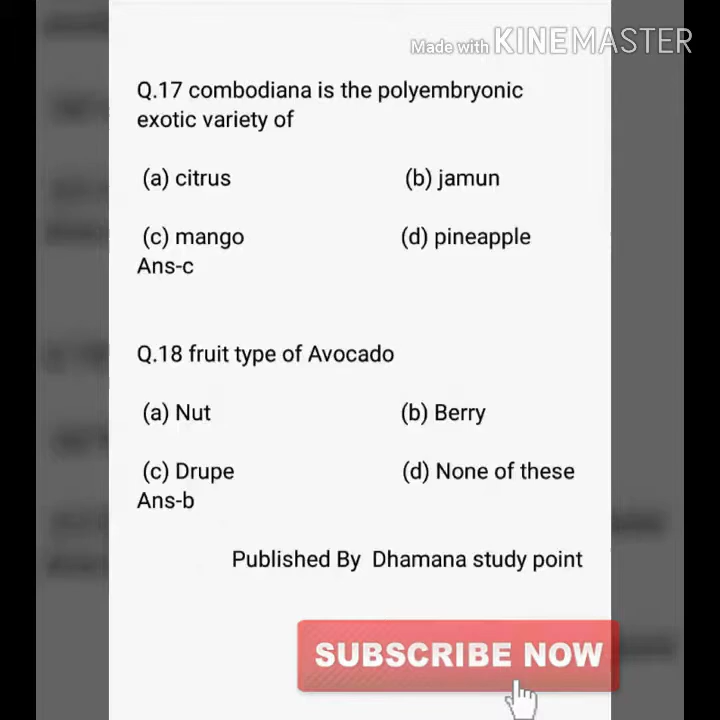 Made with KINEMASTER
Q.17 combodiana is the polyembryonic
exotic variety of
(a) citrus (b) jamun
(c) mango (d) pineapple
Ans-c
Q.18 fruit type of Avocado
(a) Nut (b) Berry
(c) Drupe (d) None of these
Ans-b
Published By Dhamana study point
SUBSCRIBE NOW